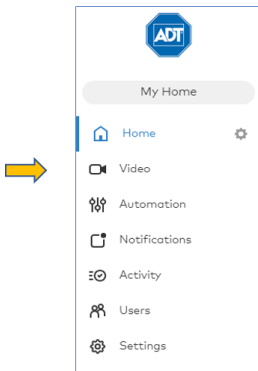 ADT
My Home
Home
Video
Automation
Notifications
Activity
Users
Settings